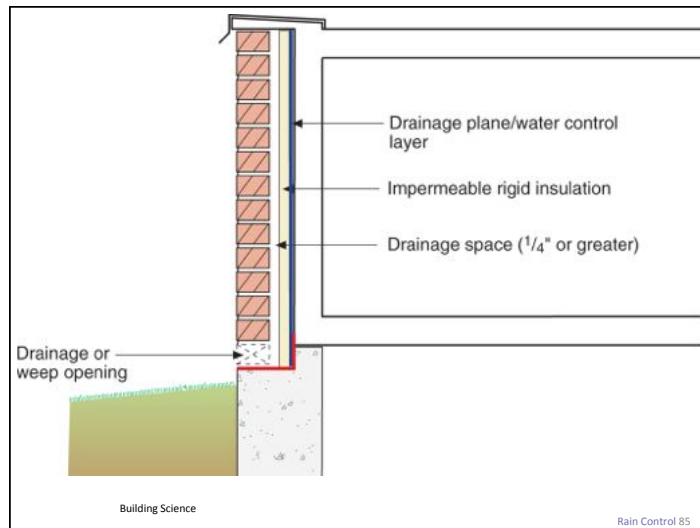 Drainage plane/water control
layer
Impermeable rigid insulation
Drainage space (1/4" or greater)
Drainage or
weep opening
Building Science
Rain Control 85